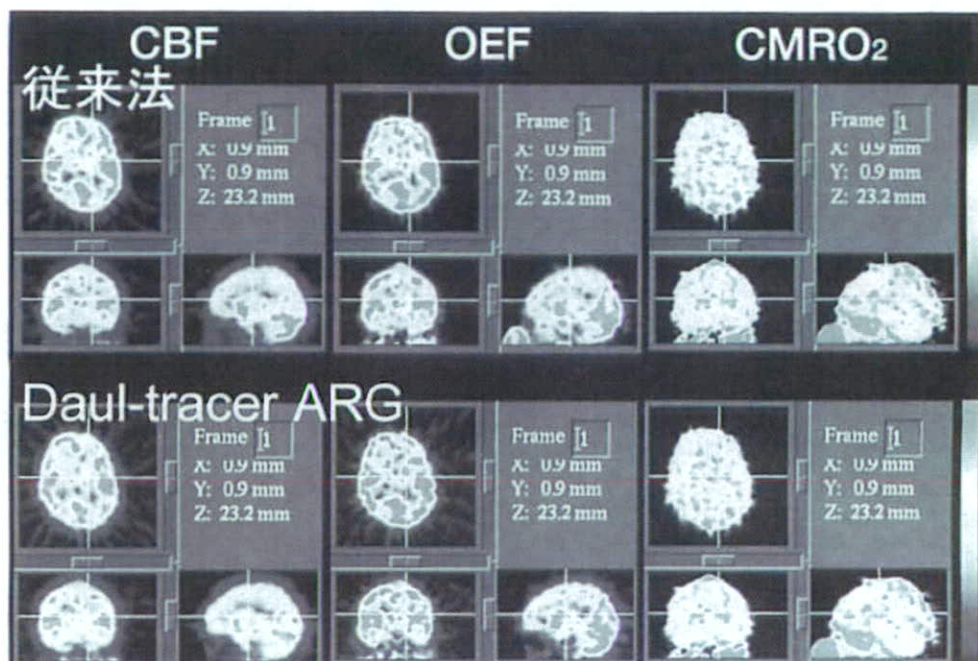 CBF OEF CMRO₂
従来法
Frame 1 Frame 1 Frame 1
X: 0.9 mm X: 0.9 mm X: 0.9 mm
Y: 0.9 mm Y: 0.9 mm Y: 0.9 mm
Z: 23.2 mm Z: 23.2 mm Z: 23.2 mm
Daul-tracer ARG
Frame 1 Frame 1 Frame 1
X: 0.9 mm X: 0.9 mm X: 0.9 mm
Y: 0.9 mm Y: 0.9 mm Y: 0.9 mm
Z: 23.2 mm Z: 23.2 mm Z: 23.2 mm